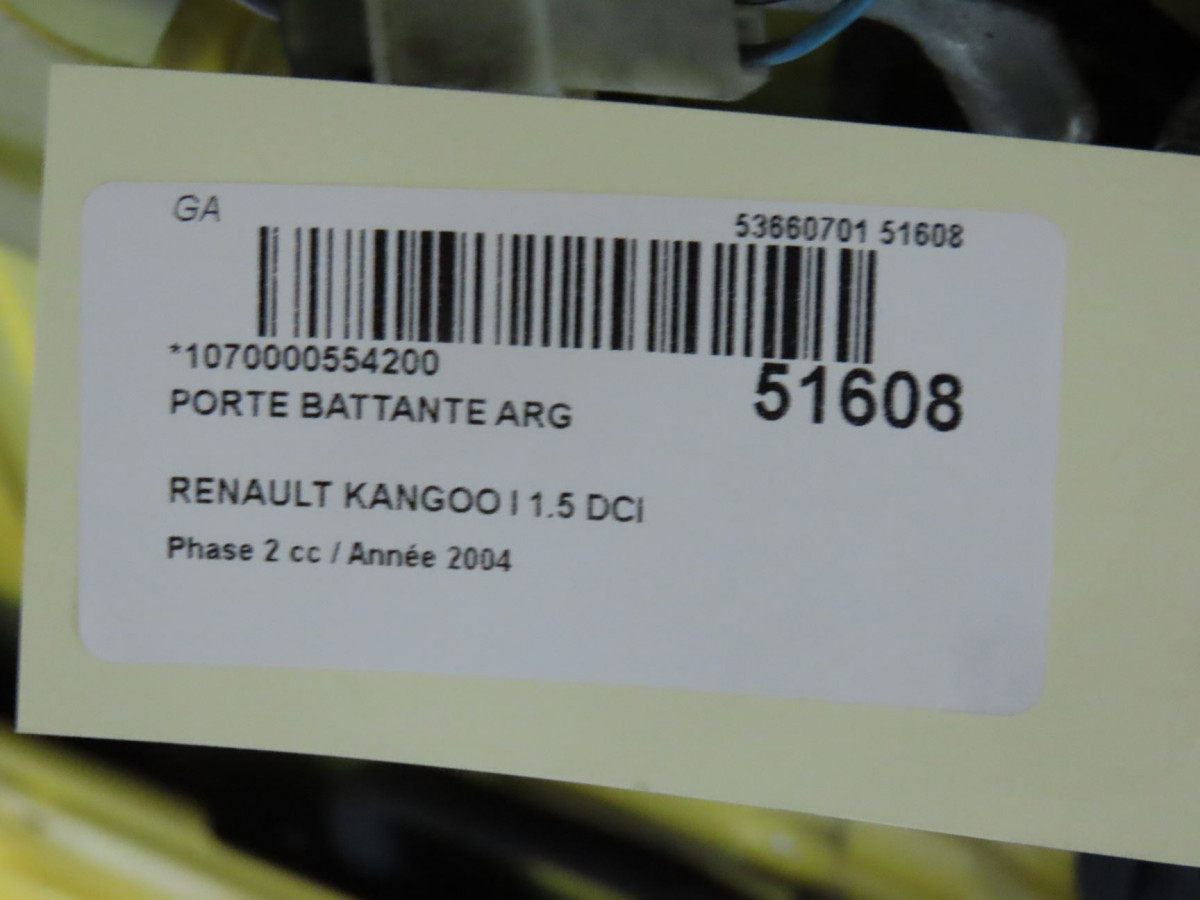 GA
53660701 51608
*1070000554200
51608
PORTE BATTANTE ARG
RENAULT KANGOO I 1.5 DCI
Phase 2 cc / Année 2004